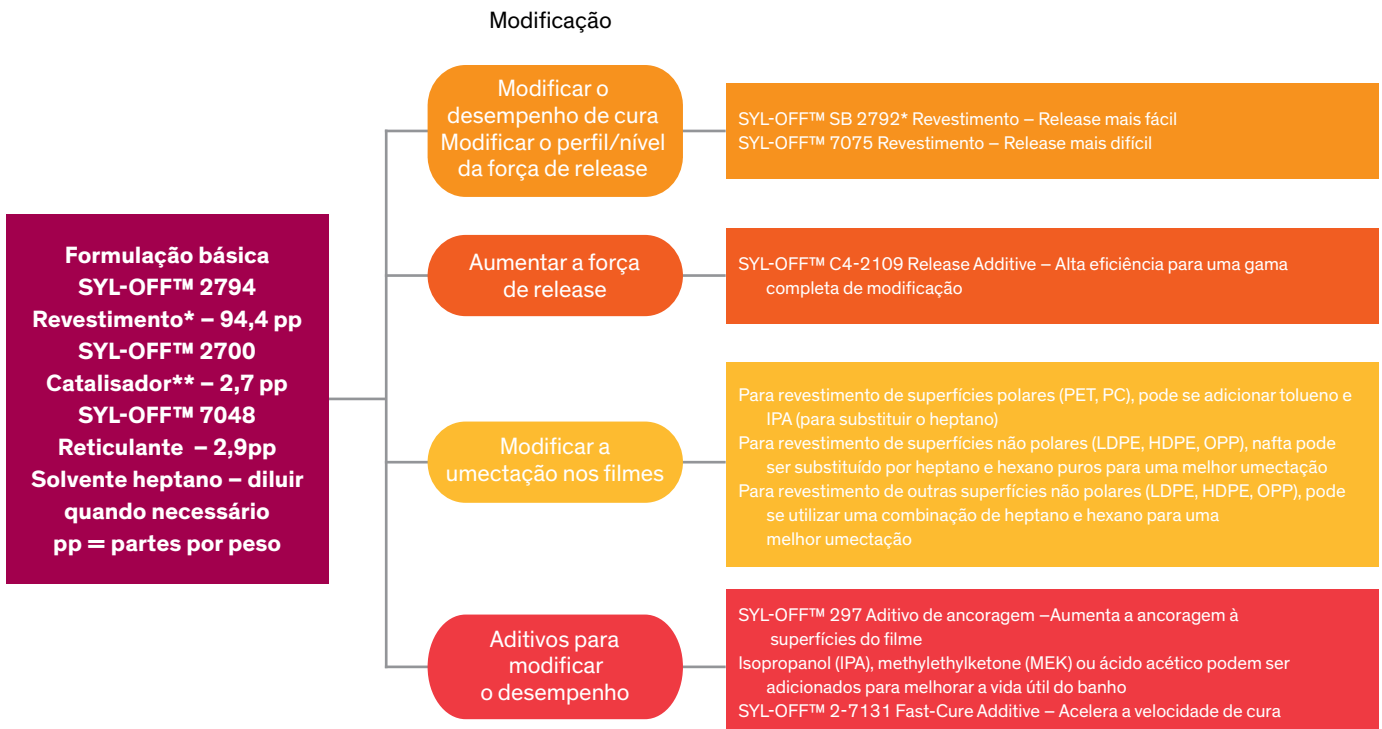 Modificação
Formulação básica
SYL-OFF™ 2794
Revestimento* – 94,4 pp
SYL-OFF™ 2700
Catalisador** – 2,7 pp
SYL-OFF™ 7048
Reticulante – 2,9pp
Solvente heptano – diluir
quando necessário
pp = partes por peso
Modificar o
desempenho de cura
Modificar o perfil/nível
da força de release
SYL-OFF™ SB 2792* Revestimento – Release mais fácil
SYL-OFF™ 7075 Revestimento – Release mais difícil
Aumentar a força
de release
SYL-OFF™ C4-2109 Release Additive – Alta eficiência para uma gama
completa de modificação
Modificar a
umectação nos filmes
Para revestimento de superfícies polares (PET, PC), pode se adicionar tolueno e
IPA (para substituir o heptano)
Para revestimento de superfícies não polares (LDPE, HDPE, OPP), nafta pode
ser substituído por heptano e hexano puros para uma melhor umectação
Para revestimento de outras superfícies não polares (LDPE, HDPE, OPP), pode
se utilizar uma combinação de heptano e hexano para uma
melhor umectação
Aditivos para
modificar
o desempenho
SYL-OFF™ 297 Aditivo de ancoragem –Aumenta a ancoragem à
superfícies do filme
Isopropanol (IPA), methylethylketone (MEK) ou ácido acético podem ser
adicionados para melhorar a vida útil do banho
SYL-OFF™ 2-7131 Fast-Cure Additive – Acelera a velocidade de cura